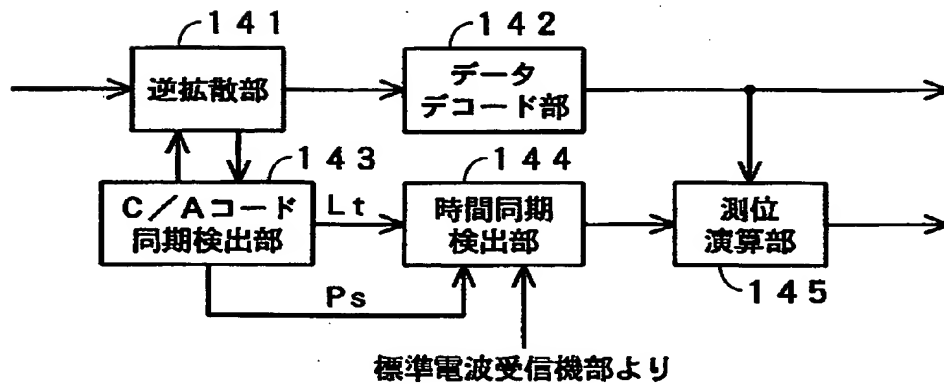 141
142
逆拡散部
データ
デコード部
143
144
C/Aコード
同期検出部
Lt
時間同期
検出部
測位
演算部
145
Ps
標準電波受信機部より